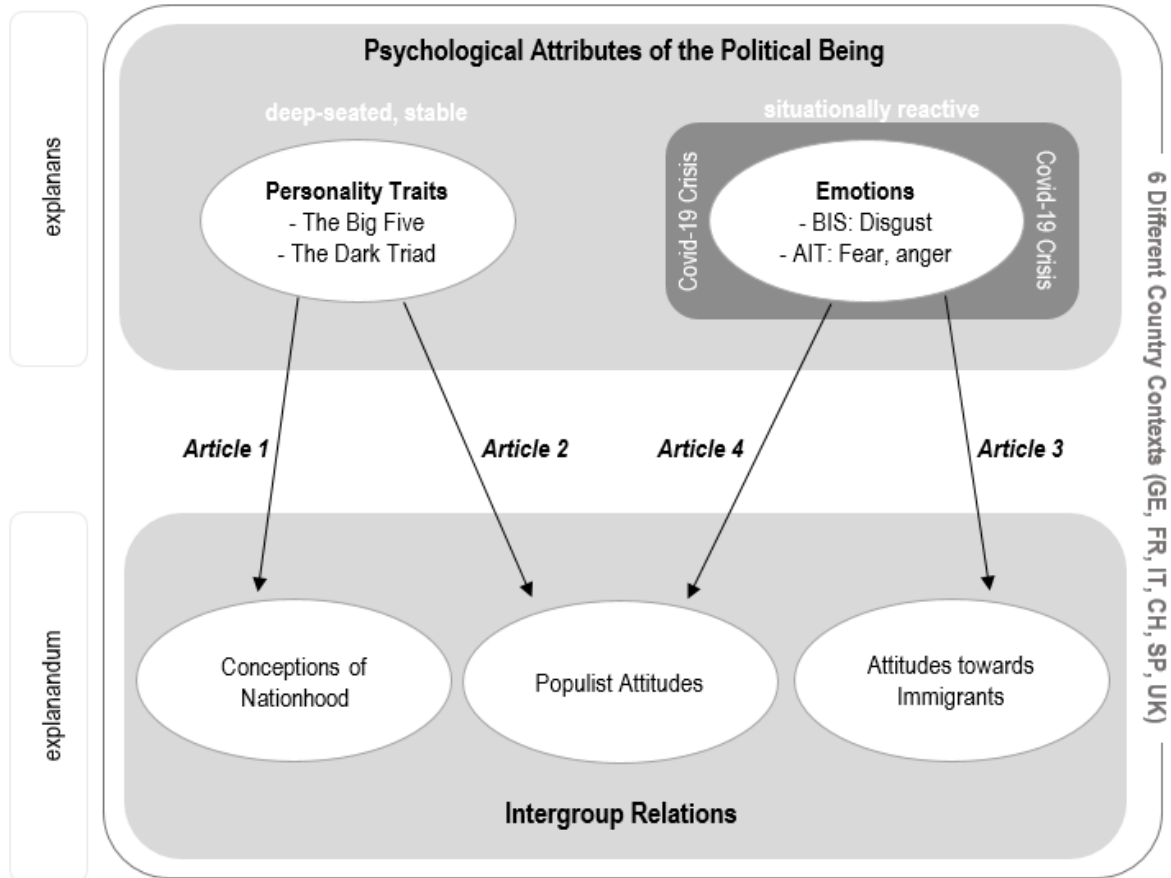 explanans
Psychological Attributes of the Political Being
deep-seated, stable
situationally reactive
Personality Traits
- The Big Five
- The Dark Triad
Covid-19 Crisis
Emotions
- BIS: Disgust
- AIT: Fear, anger
Covid-19 Crisis
Article 1
Article 2
Article 4
Article 3
explanandum
Conceptions of
Nationhood
Populist Attitudes
Attitudes towards
Immigrants
Intergroup Relations
6 Different Country Contexts (GE, FR, IT, CH, SP, UK)